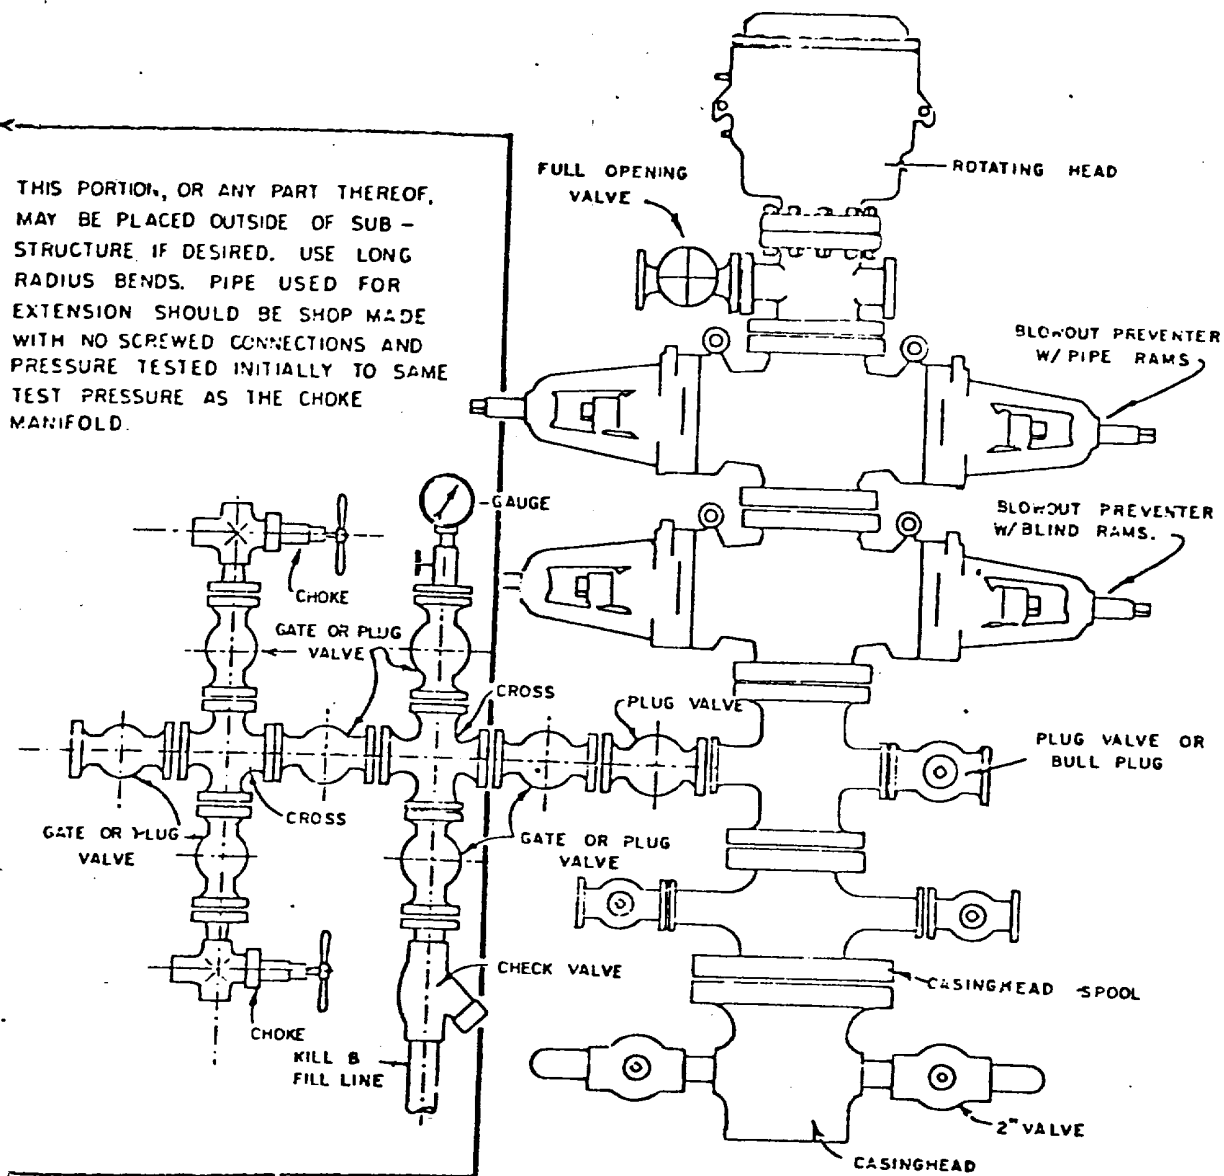 THIS PORTION, OR ANY PART THEREOF,
MAY BE PLACED OUTSIDE OF SUB-
STRUCTURE IF DESIRED. USE LONG
RADIUS BENDS. PIPE USED FOR
EXTENSION SHOULD BE SHOP MADE
WITH NO SCREWED CONNECTIONS AND
PRESSURE TESTED INITIALLY TO SAME
TEST PRESSURE AS THE CHOKE
MANIFOLD.
FULL OPENING
VALVE
ROTATING HEAD
BLOWOUT PREVENTER
W/ PIPE RAMS.
GAUGE
BLOWOUT PREVENTER
W/ BLIND RAMS.
CHOKE
GATE OR PLUG
VALVE
CROSS
PLUG VALVE
PLUG VALVE OR
BULL PLUG
CROSS
GATE OR PLUG
VALVE
GATE OR PLUG
VALVE
CHECK VALVE
CASINGHEAD SPOOL
CHOKE
KILL &
FILL LINE
2" VALVE
CASINGHEAD